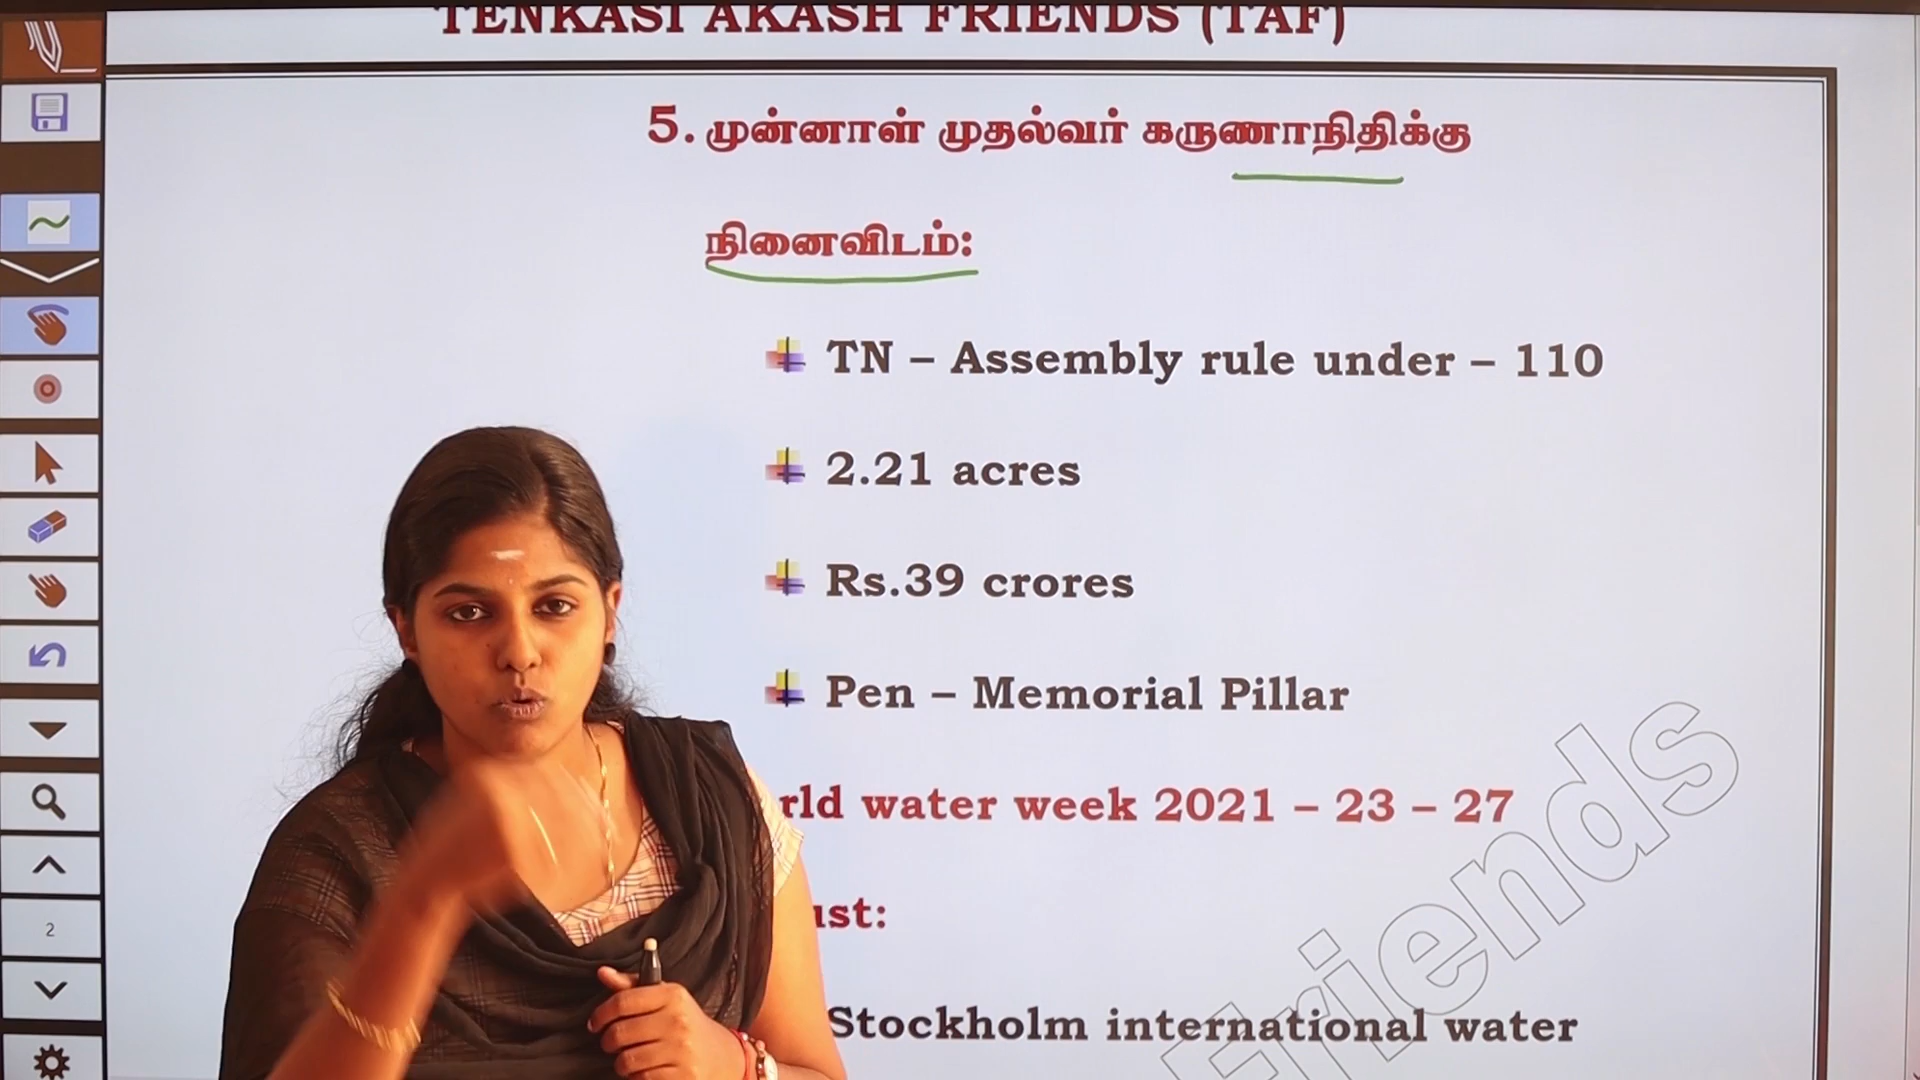 TENKASI AKASH FRIENDS (TAF)
5. முன்னாள் முதல்வர் கருணாநிதிக்கு
நினைவிடம்:
TN – Assembly rule under – 110
2.21 acres
Rs.39 crores
Pen – Memorial Pillar
rld water week 2021 – 23 – 27
ust:
Stockholm international water
Friends
2